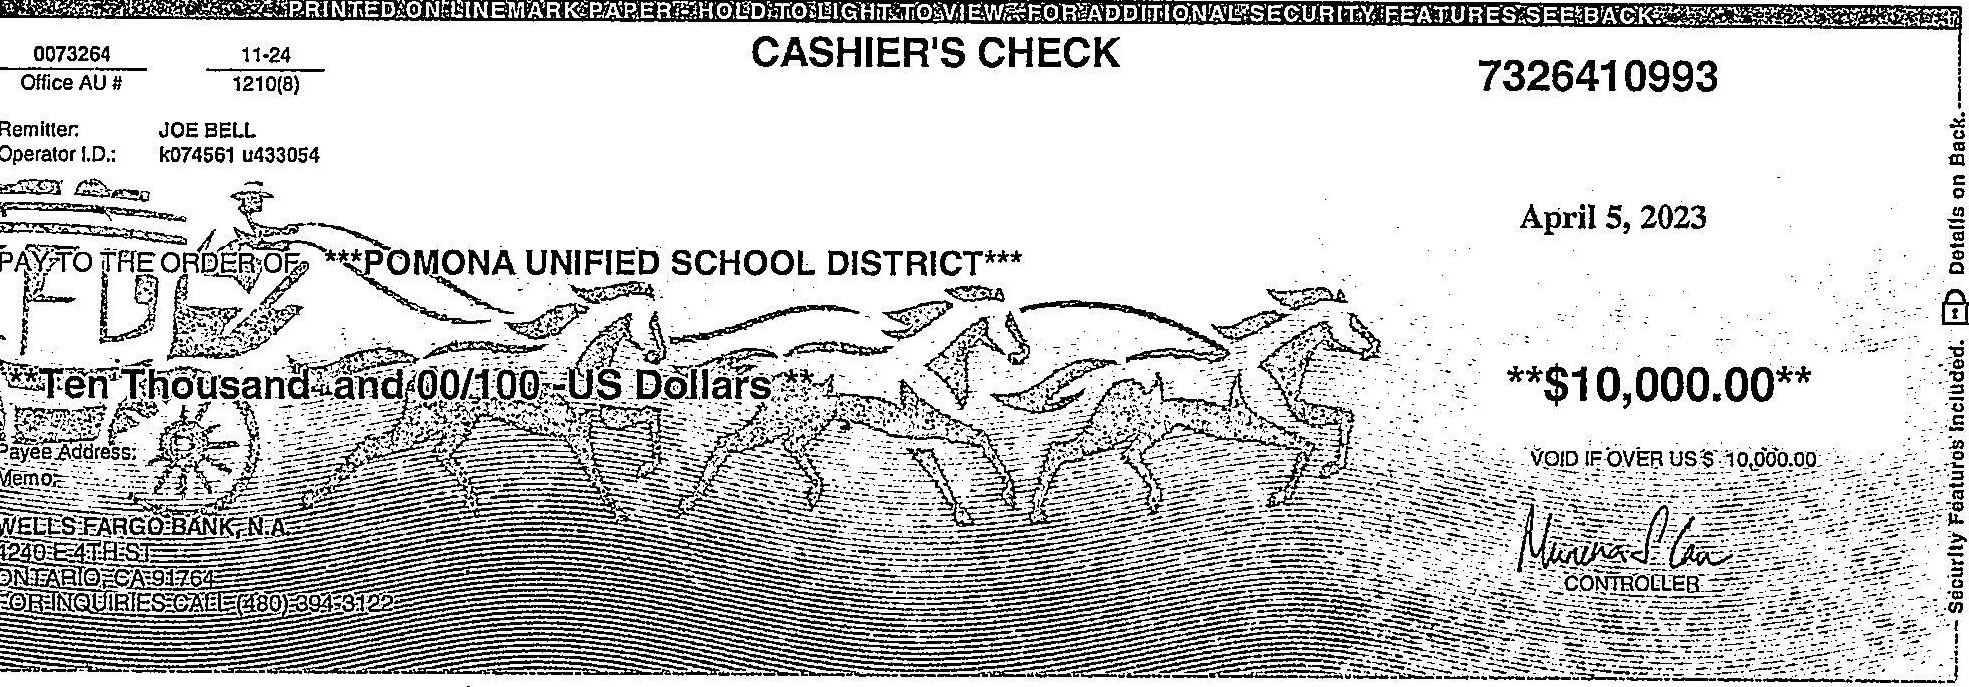 PRINTED ON LINEMARK PAPER - HOLD TO LIGHT TO VIEW - FOR ADDITIONAL SECURITY FEATURES SEE BACK
CASHIER'S CHECK
0073264 11-24
Office AU # 1210(8)
7326410993
Remitter: JOE BELL
Operator I.D.: k074561 u433054
April 5, 2023
PAY TO THE ORDER OF ***POMONA UNIFIED SCHOOL DISTRICT***
**Ten Thousand and 00/100 -US Dollars **
**$10,000.00**
Payee Address:
Memo:
VOID IF OVER US $ 10,000.00
WELLS FARGO BANK, N.A.
4240 E 4TH ST
ONTARIO, CA 91764
FOR INQUIRIES CALL (480) 394-3122
CONTROLLER
Security Features Included. Details on Back.